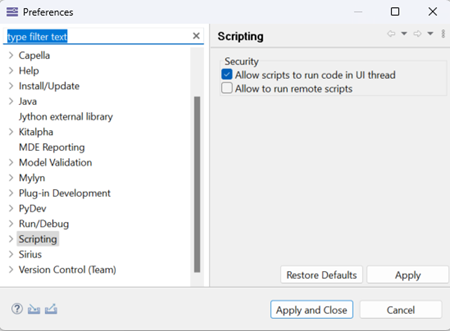 Preferences
type filter text
Capella
Help
Install/Update
Java
Jython external library
Kitalpha
MDE Reporting
Model Validation
Mylyn
Plug-in Development
PyDev
Run/Debug
Scripting
Sirius
Version Control (Team)
Scripting
Security
Allow scripts to run code in UI thread
Allow to run remote scripts
Restore Defaults
Apply
Apply and Close
Cancel